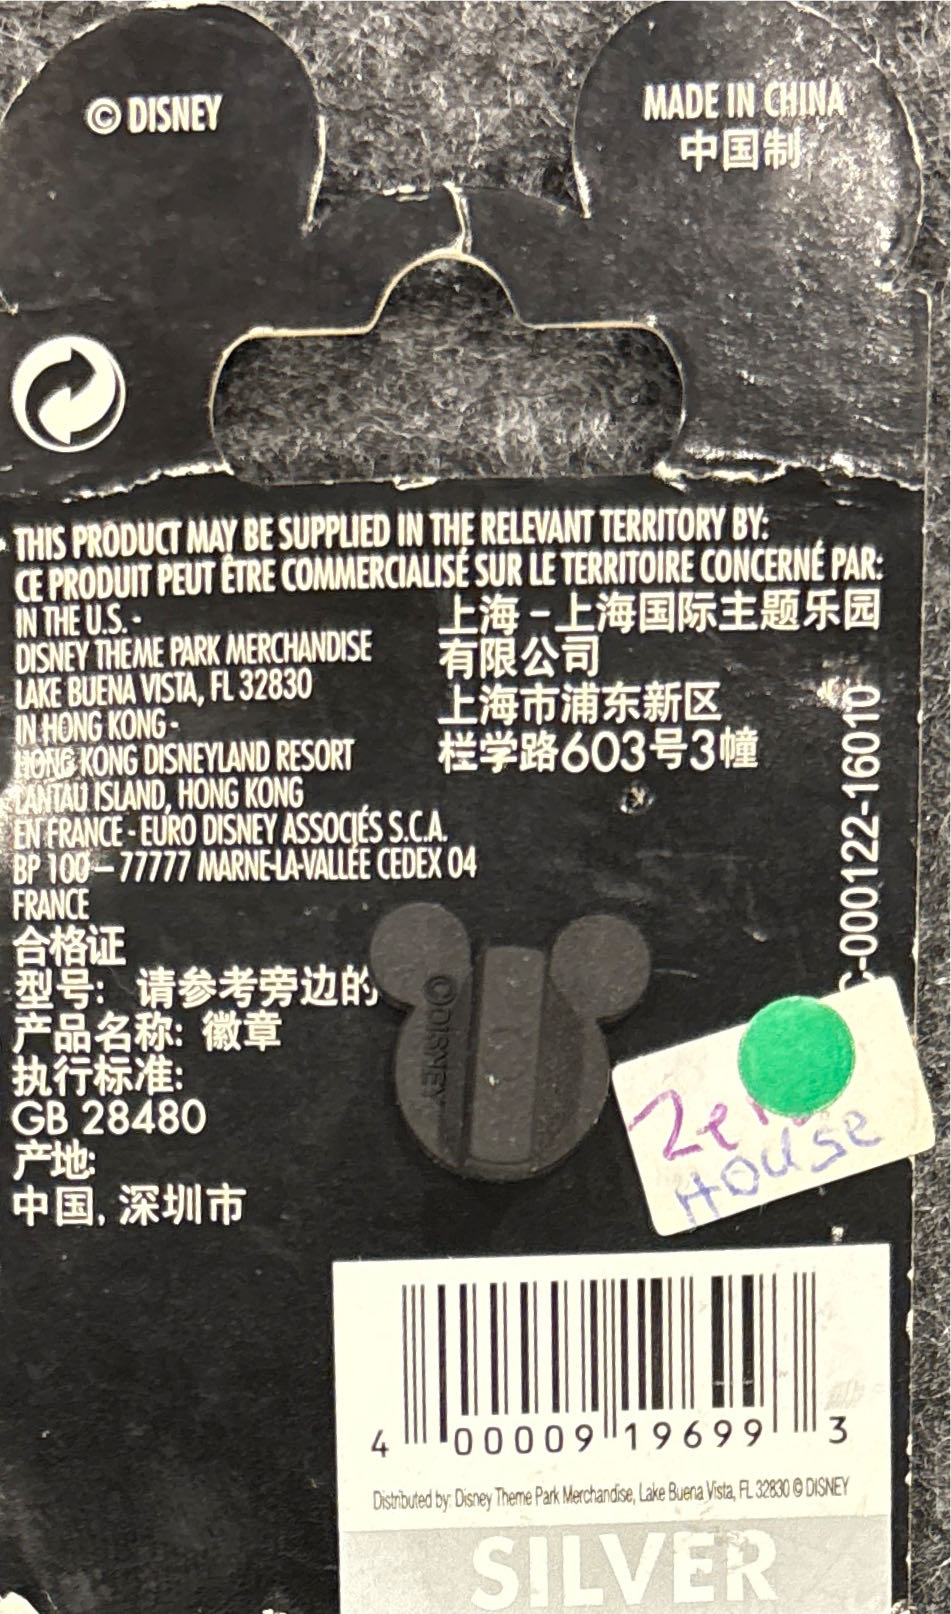 © DISNEY
MADE IN CHINA
中国制
THIS PRODUCT MAY BE SUPPLIED IN THE RELEVANT TERRITORY BY:
CE PRODUIT PEUT ÊTRE COMMERCIALISÉ SUR LE TERRITOIRE CONCERNÉ PAR:
IN THE U.S. -
DISNEY THEME PARK MERCHANDISE
LAKE BUENA VISTA, FL 32830
IN HONG KONG -
HONG KONG DISNEYLAND RESORT
LANTAU ISLAND, HONG KONG
EN FRANCE - EURO DISNEY ASSOCIÉS S.C.A.
BP 100 – 77777 MARNE-LA-VALLÉE CEDEX 04
FRANCE
上海 - 上海国际主题乐园
有限公司
上海市浦东新区
栏学路603号3幢
合格证
型号: 请参考旁边的
产品名称: 徽章
执行标准:
GB 28480
产地:
中国, 深圳市
-000122-16010
©DISNEY
HOUSE
4 00009 19699 3
Distributed by: Disney Theme Park Merchandise, Lake Buena Vista, FL 32830 © DISNEY
SILVER